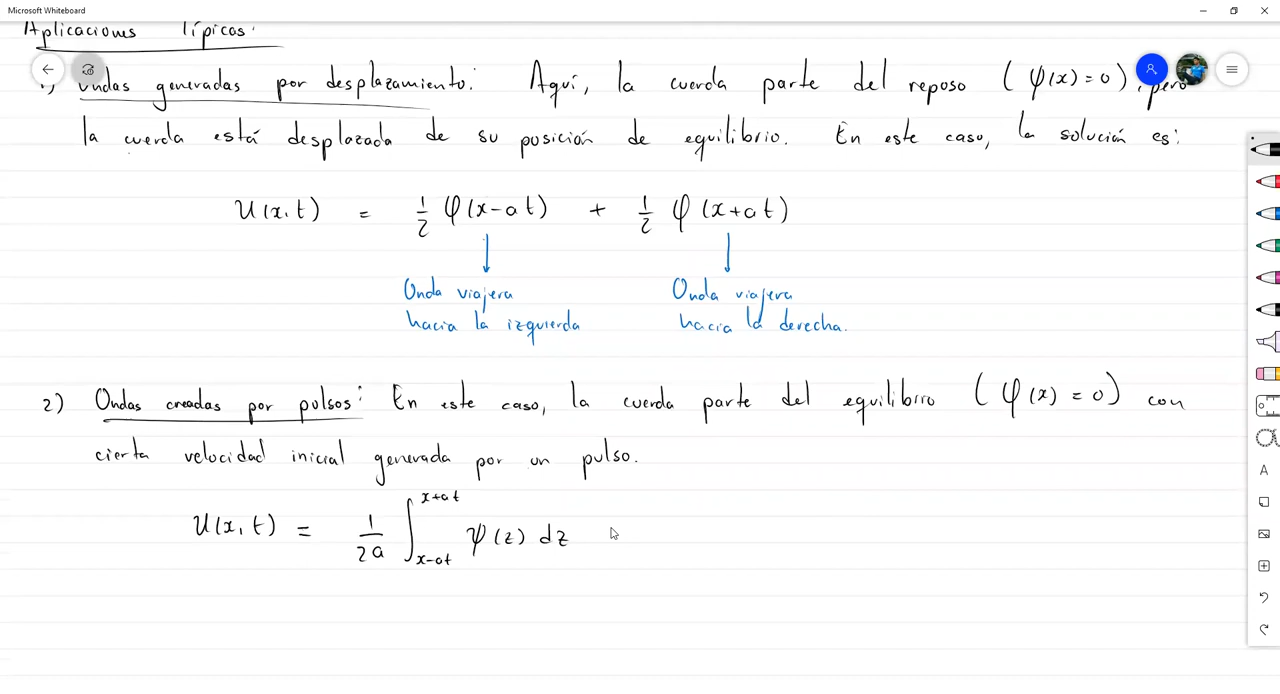 Microsoft Whiteboard
Aplicaciones típicas:
Ondas generadas por desplazamiento: Aquí, la cuerda parte del reposo (ψ(x)=0), pero
la cuerda está desplazada de su posición de equilibrio. En este caso, la solución es:
U(x,t) = 1/2 φ(x-at) + 1/2 φ(x+at)
Onda viajera hacia la izquierda
Onda viajera hacia la derecha.
2) Ondas creadas por pulsos: En este caso, la cuerda parte del equilibrio (φ(x)=0) con
cierta velocidad inicial generada por un pulso.
U(x,t) = 1/2a ∫_{x-at}^{x+at} ψ(z) dz
A